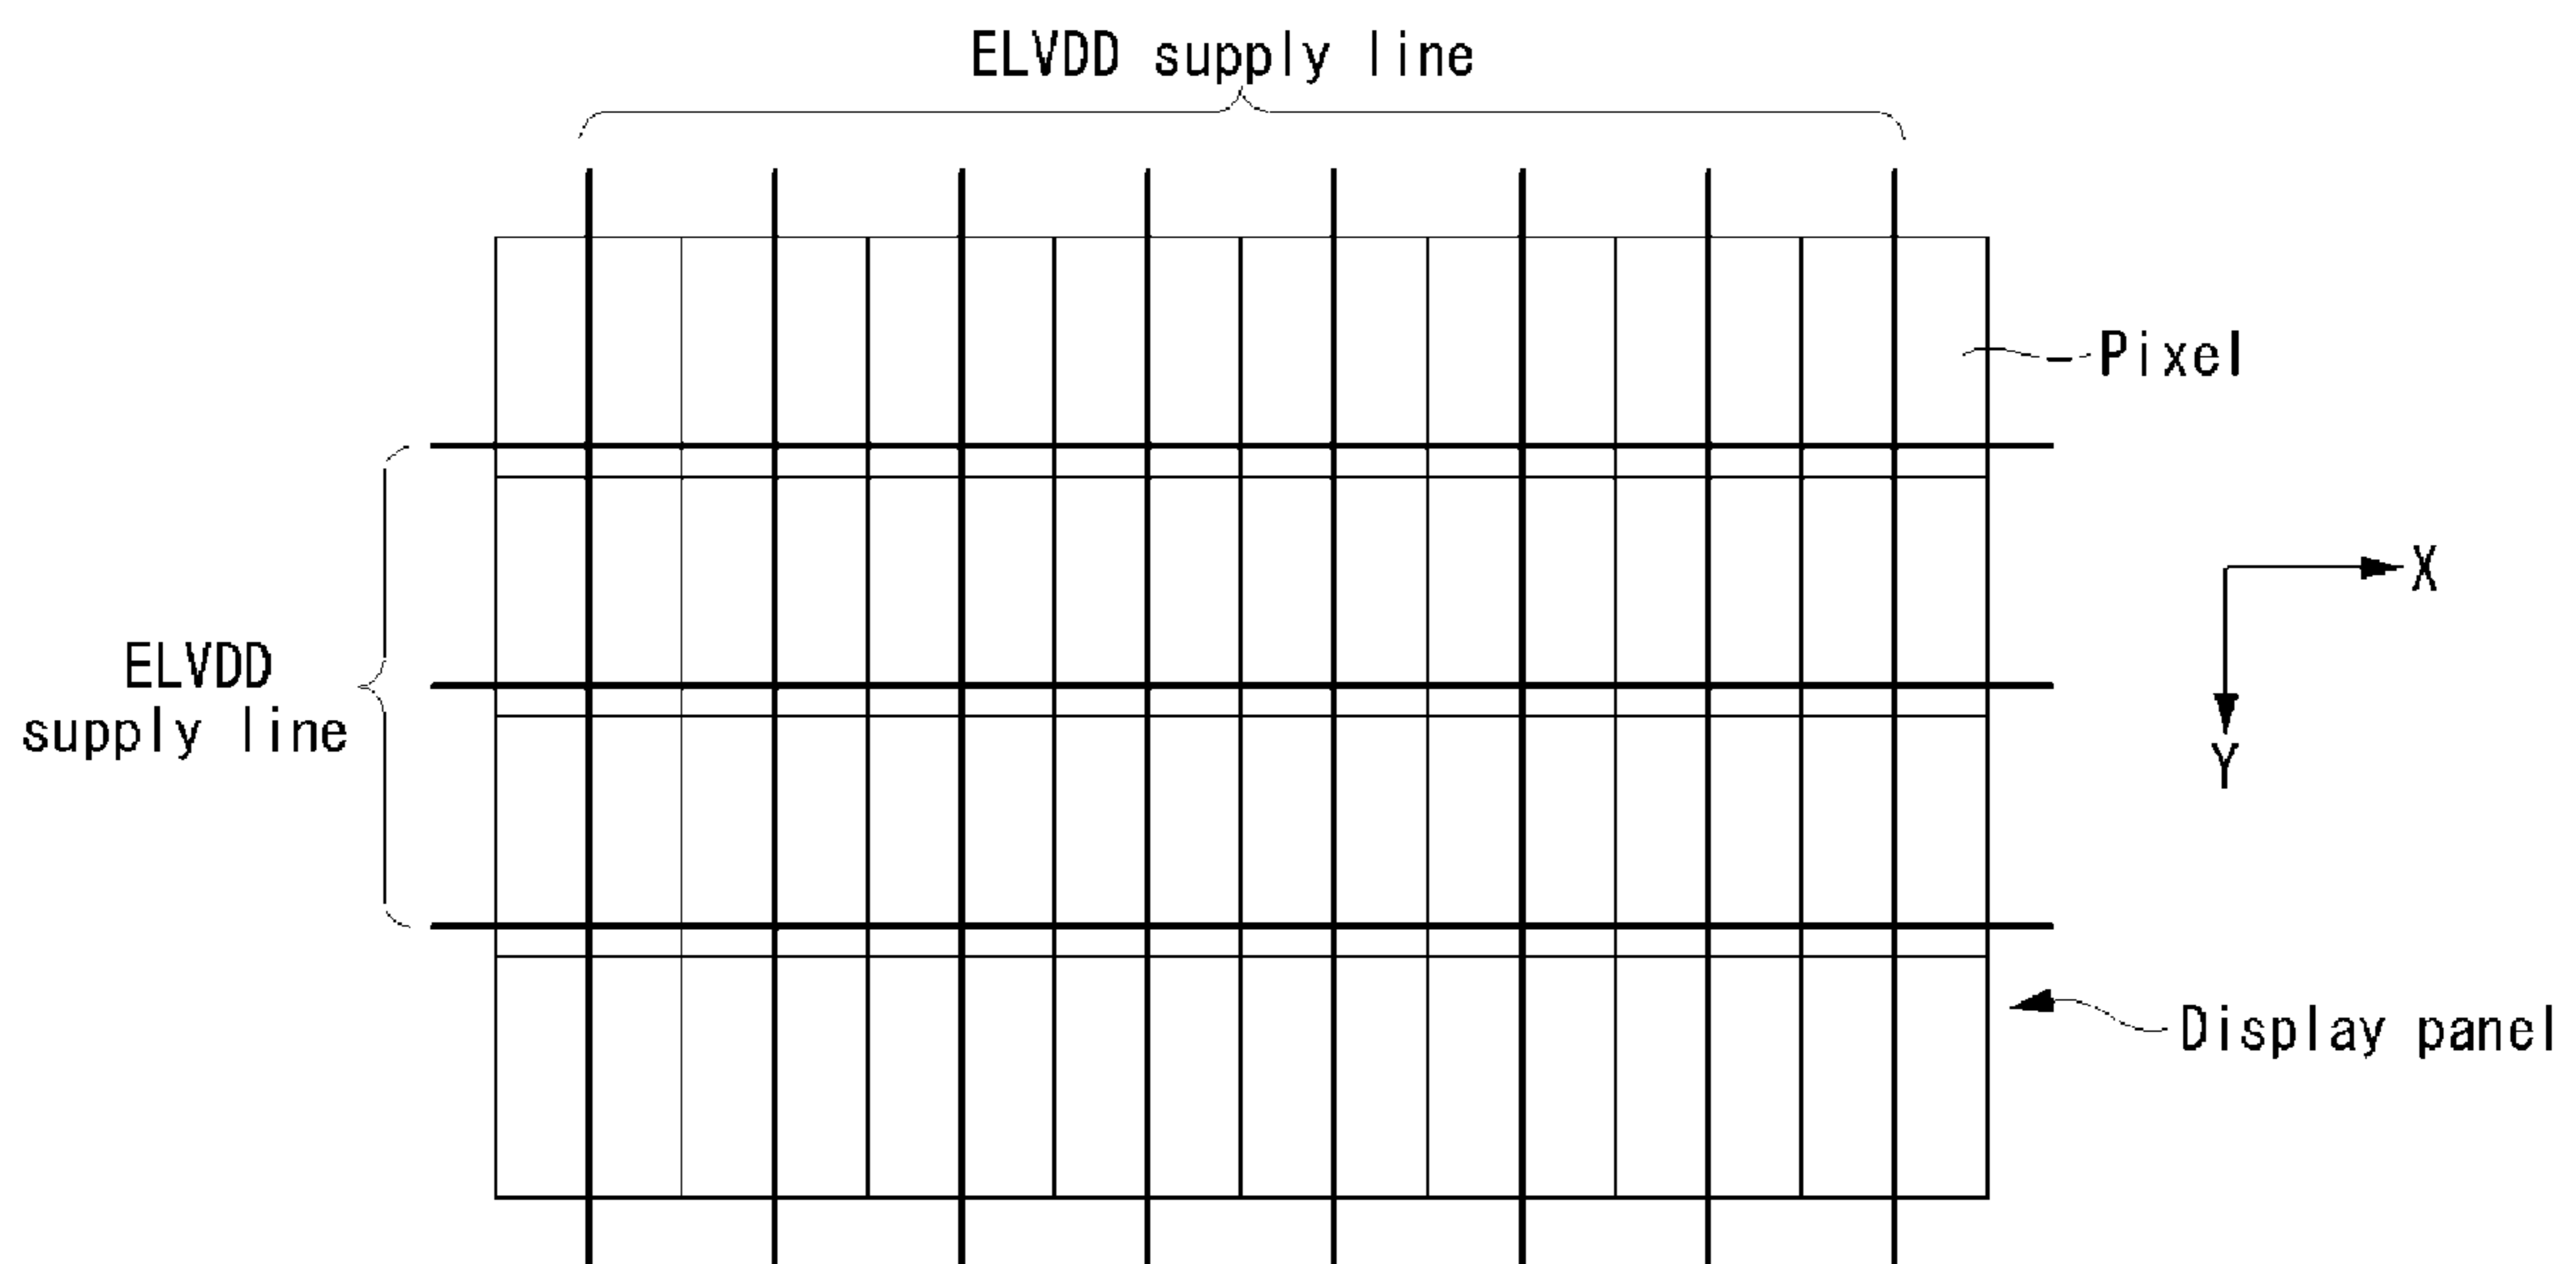 ELVDD supply line
Pixel
X
ELVDD
supply line
Y
Display panel